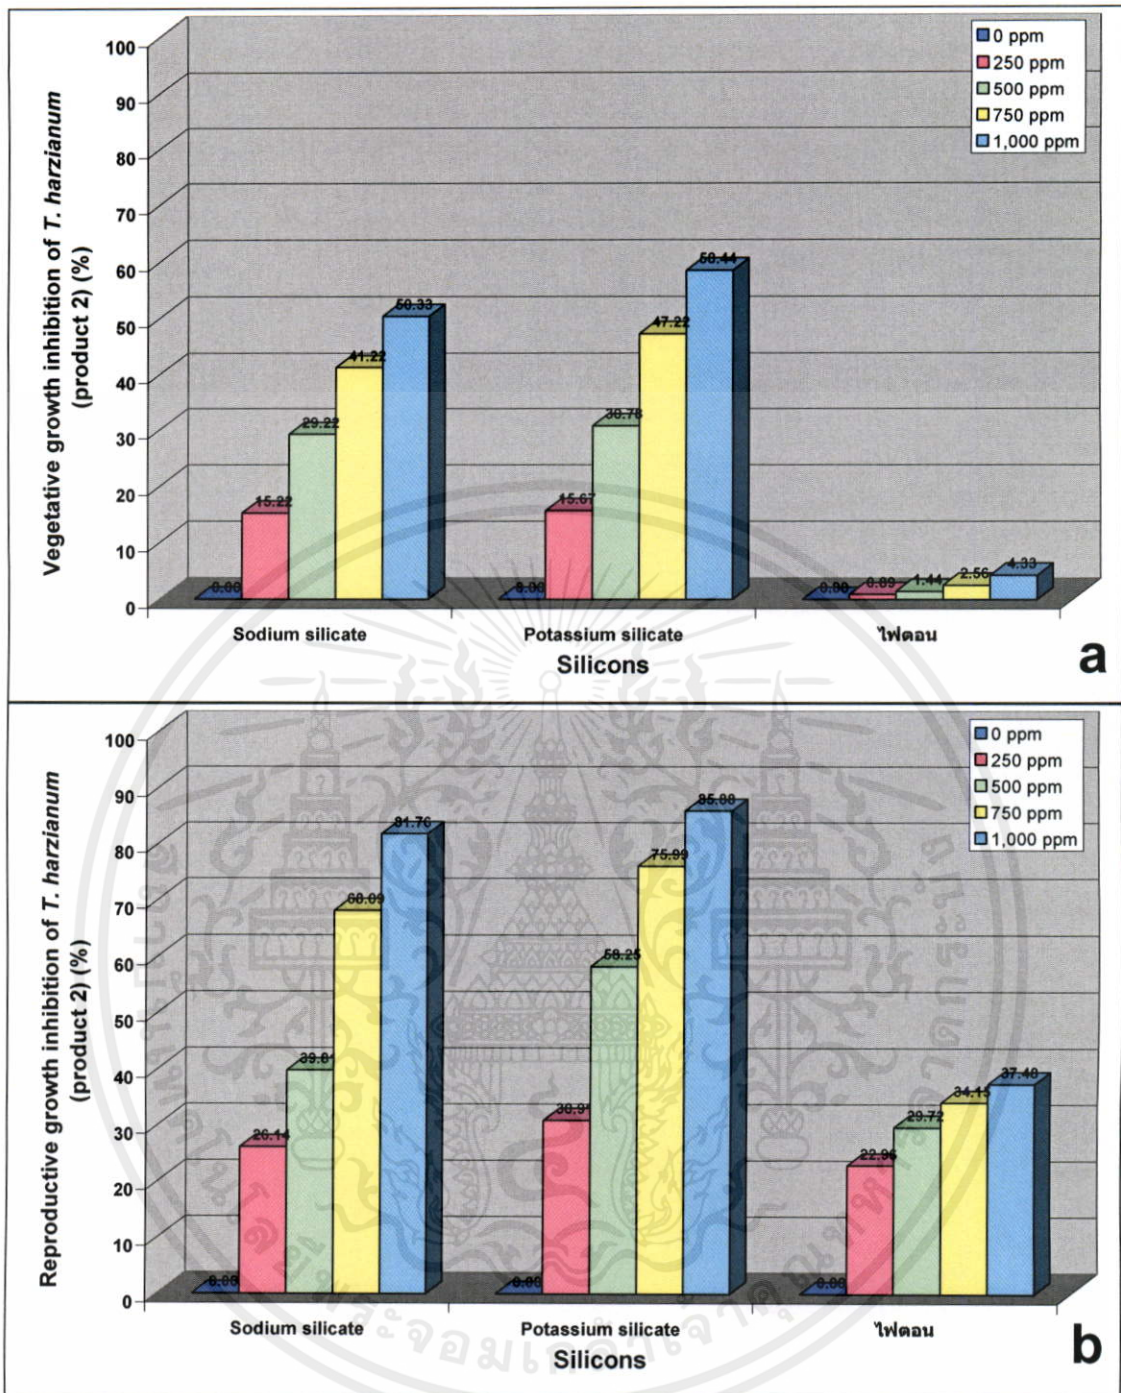 100
90
80
70
60
50
40
30
20
10
0
Vegetative growth inhibition of T. harzianum
(product 2) (%)
0 ppm
250 ppm
500 ppm
750 ppm
1,000 ppm
0.00
15.22
29.22
41.22
50.33
0.00
15.67
30.78
47.22
58.44
0.00
0.89
1.44
2.56
4.33
Sodium silicate
Potassium silicate
ไฟตอน
Silicons
a
100
90
80
70
60
50
40
30
20
10
0
Reproductive growth inhibition of T. harzianum
(product 2) (%)
0 ppm
250 ppm
500 ppm
750 ppm
1,000 ppm
0.00
26.14
68.09
81.76
0.00
58.25
75.99
85.88
0.00
22.96
29.72
34.15
37.48
Sodium silicate
Potassium silicate
ไฟตอน
Silicons
b